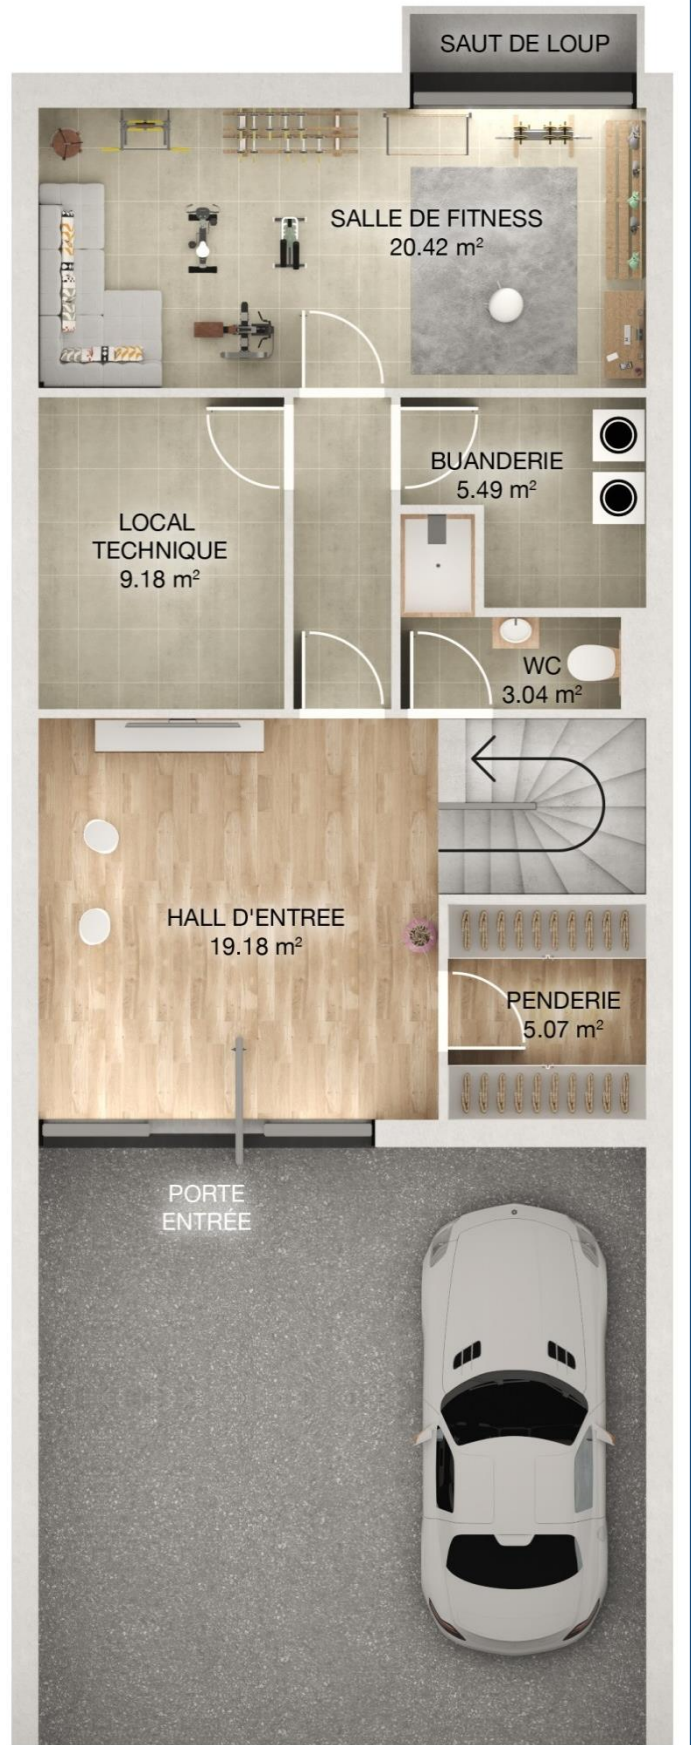 SAUT DE LOUP
SALLE DE FITNESS
20.42 m²
BUANDERIE
5.49 m²
LOCAL
TECHNIQUE
9.18 m²
WC
3.04 m²
HALL D'ENTREE
19.18 m²
PENDERIE
5.07 m²
PORTE
ENTRÉE